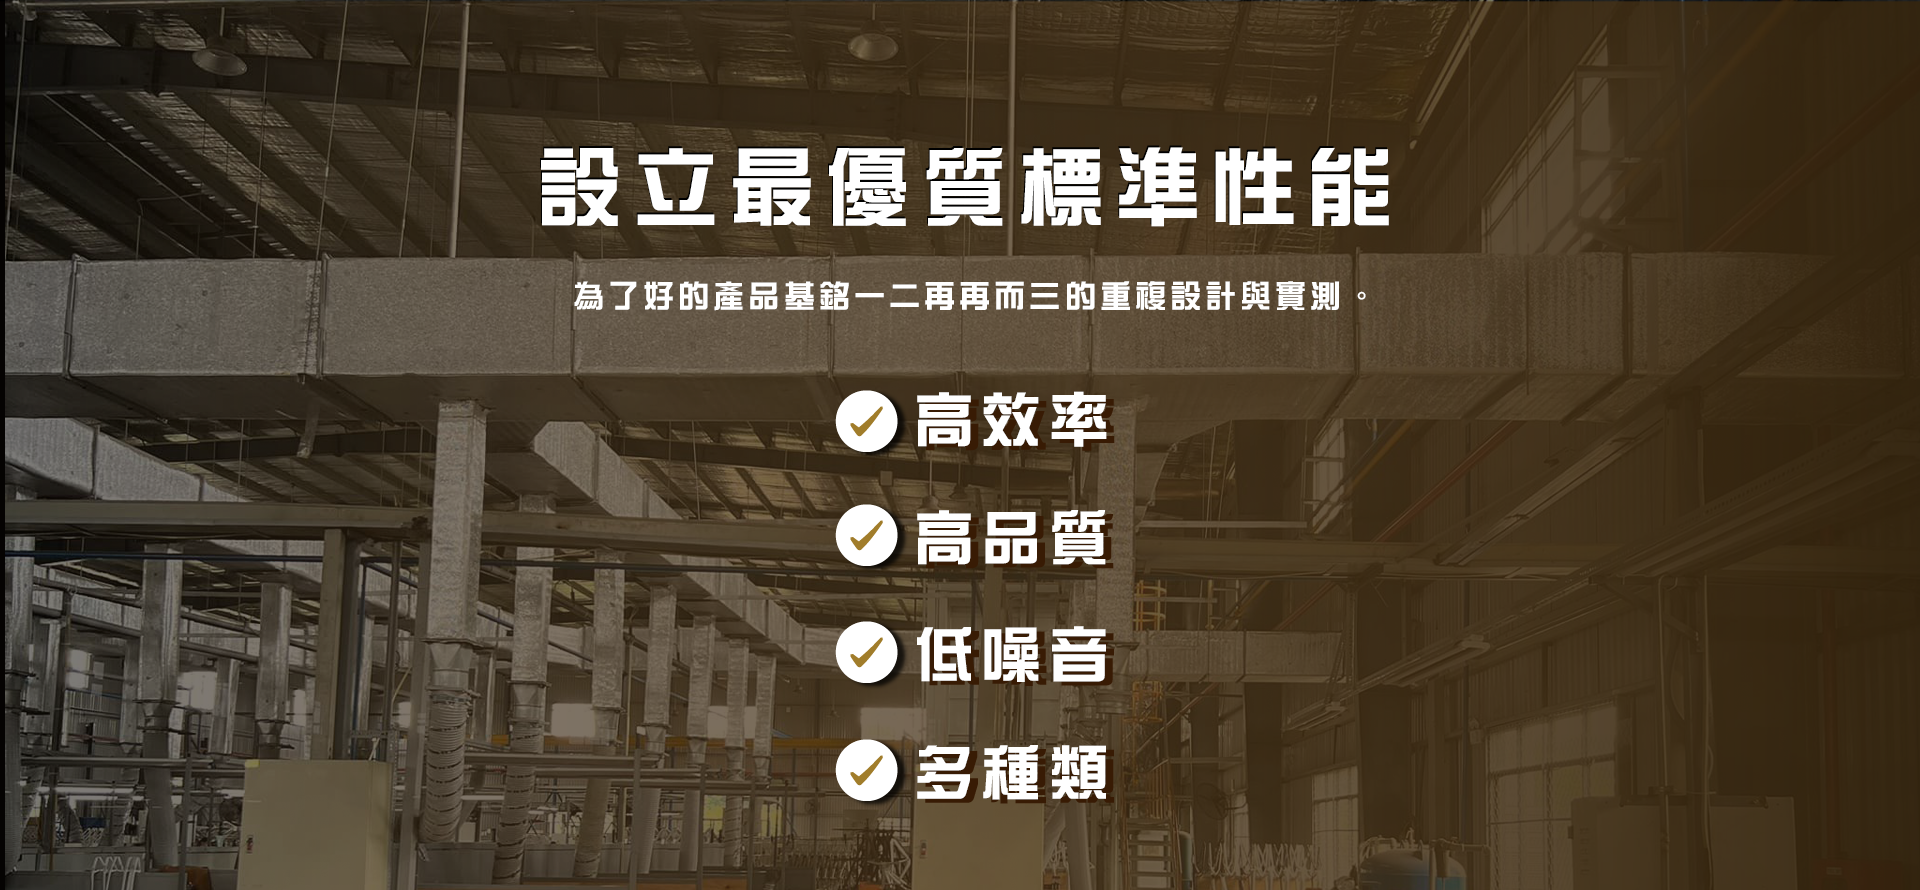 設立最優質標準性能
為了好的產品基銘一二再再而三的重複設計與實測。
高效率
高品質
低噪音
多種類